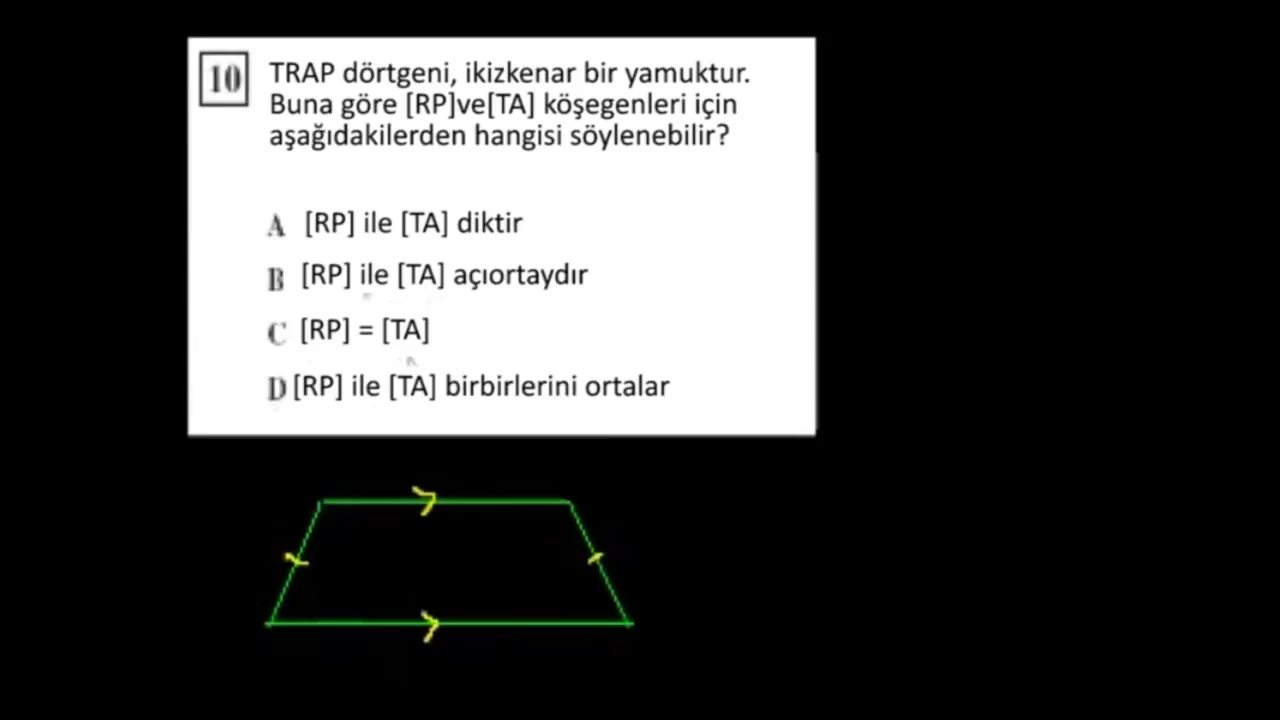 10 TRAP dörtgeni, ikizkenar bir yamuktur.
Buna göre [RP]ve[TA] köşegenleri için
aşağıdakilerden hangisi söylenebilir?
A [RP] ile [TA] diktir
B [RP] ile [TA] açıortaydır
C [RP] = [TA]
D [RP] ile [TA] birbirlerini ortalar